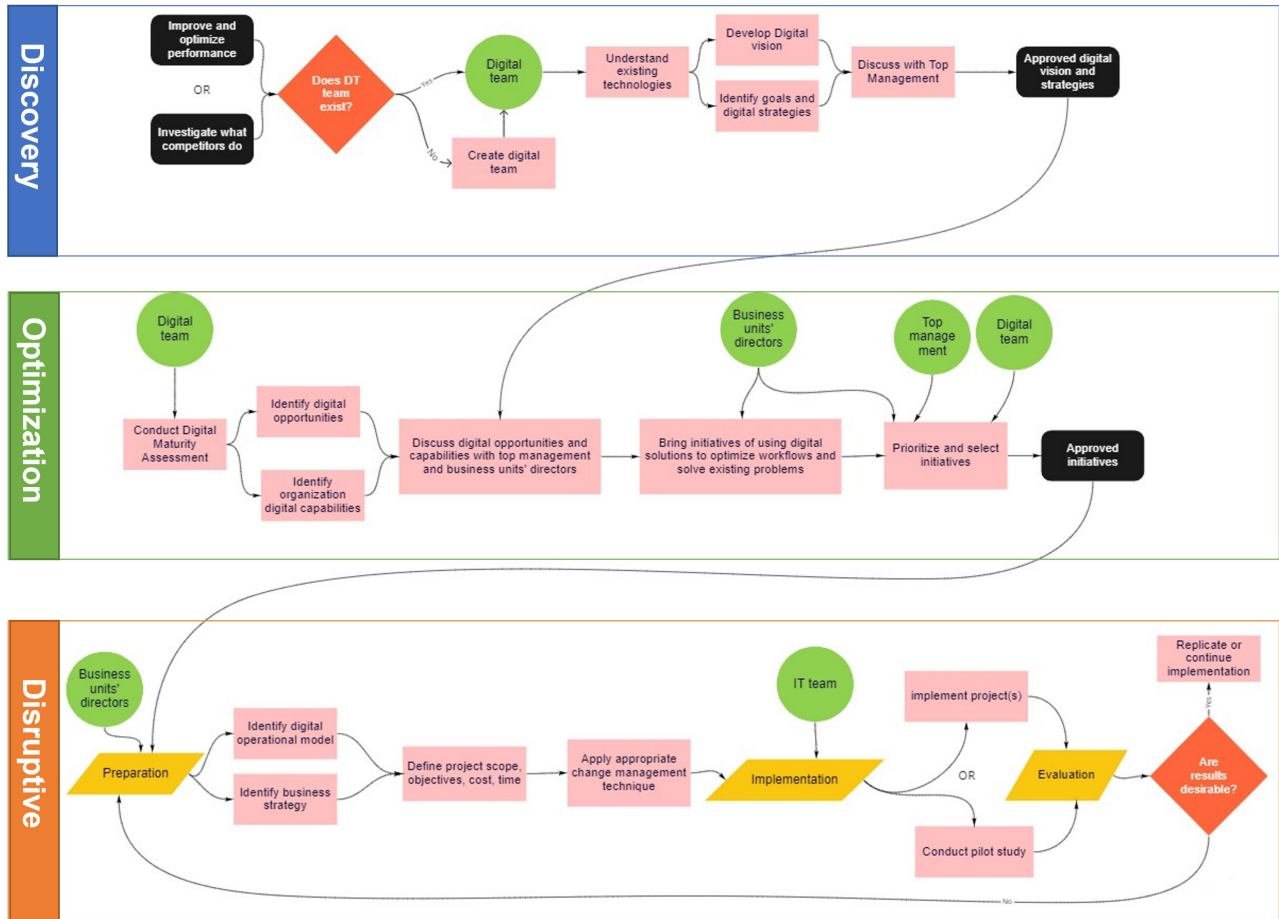 Discovery
Improve and
optimize
performance
OR
Investigate what
competitors do
Does DT
team
exist?
Yes
No
Digital
team
Create digital
team
Understand
existing
technologies
Develop Digital
vision
Identify goals and
digital strategies
Discuss with Top
Management
Approved digital
vision and
strategies
Optimization
Digital
team
Conduct Digital
Maturity
Assessment
Identify digital
opportunities
Identify
organization
digital capabilities
Discuss digital opportunities and
capabilities with top management
and business units' directors
Business
units'
directors
Bring initiatives of using digital
solutions to optimize workflows and
solve existing problems
Top
manage
ment
Digital
team
Prioritize and select
initiatives
Approved
initiatives
Disruptive
Business
units'
directors
Preparation
Identify digital
operational model
Identify business
strategy
Define project scope,
objectives, cost, time
Apply appropriate
change management
technique
IT team
Implementation
implement project(s)
OR
Conduct pilot study
Evaluation
Are
results
desirable?
Yes
Replicate or
continue
implementation
No